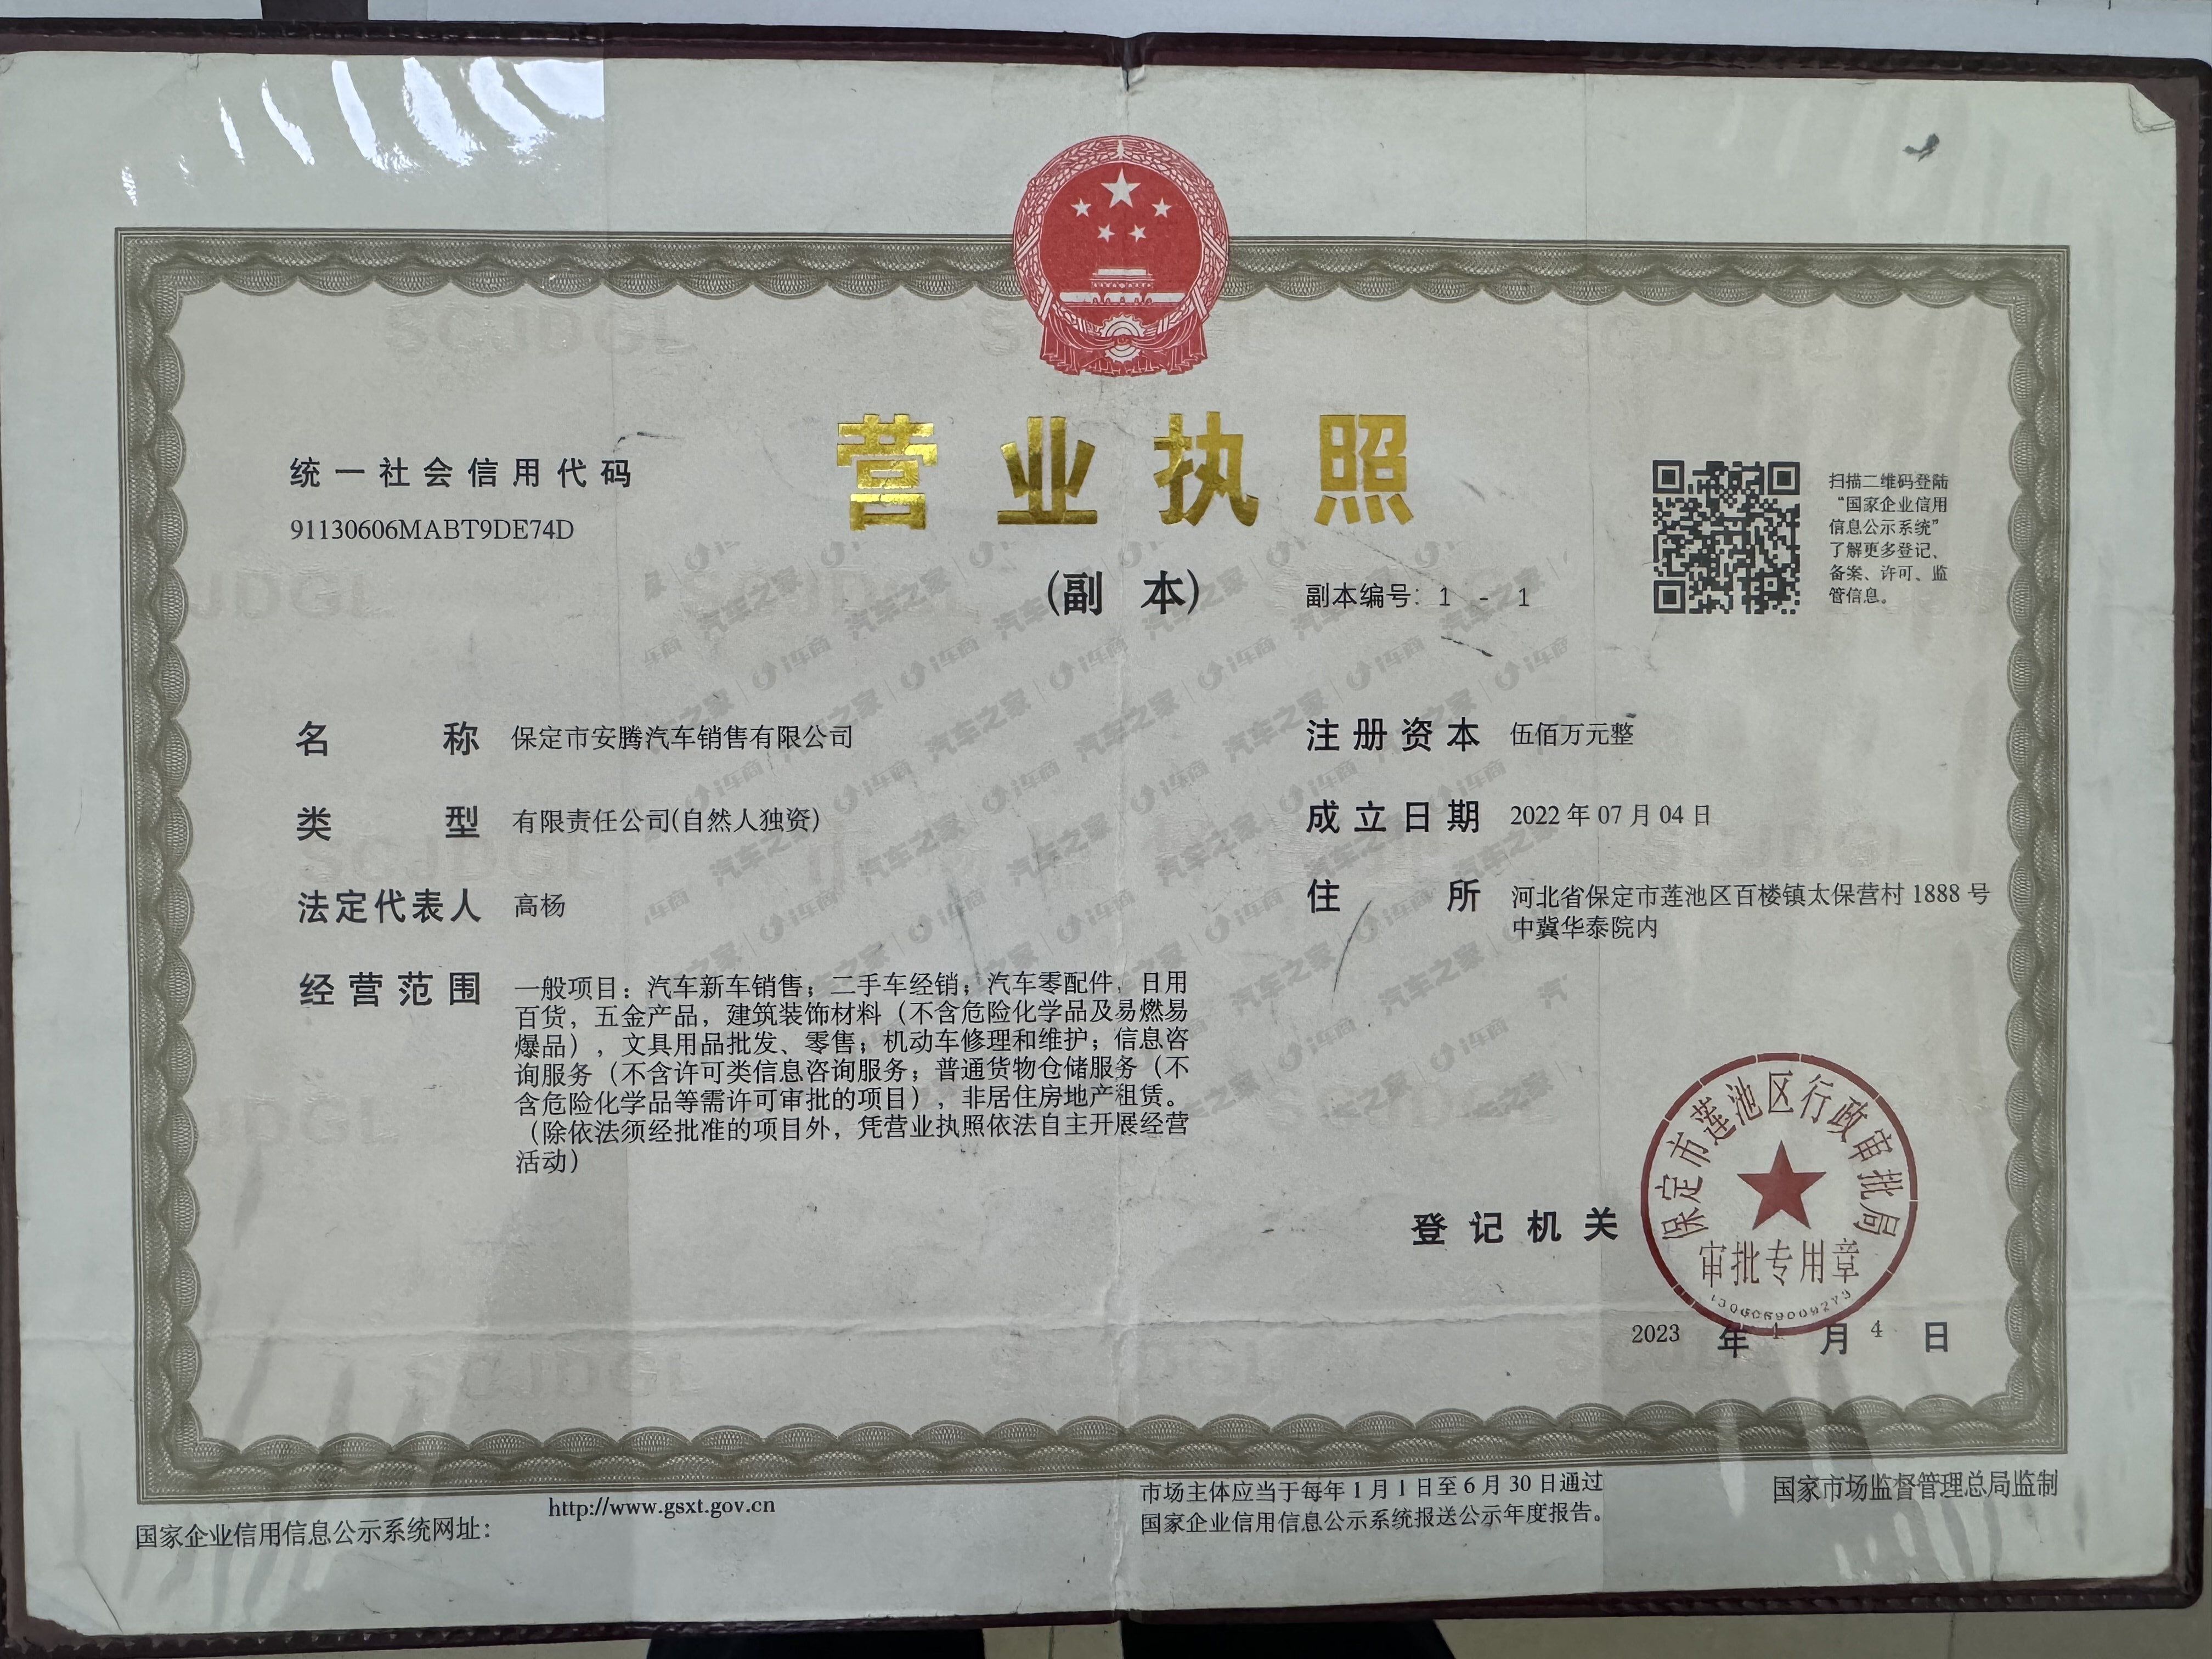 营业执照
(副 本)
副本编号：1 - 1
统一社会信用代码
91130606MABT9DE74D
扫描二维码登陆
“国家企业信用
信息公示系统”
了解更多登记、
备案、许可、监
管信息。
名 称 保定市安腾汽车销售有限公司
类 型 有限责任公司(自然人独资)
法定代表人 高杨
经营范围 一般项目：汽车新车销售；二手车经销；汽车零配件，日用
百货，五金产品，建筑装饰材料（不含危险化学品及易燃易
爆品），文具用品批发、零售；机动车修理和维护；信息咨
询服务（不含许可类信息咨询服务；普通货物仓储服务（不
含危险化学品等需许可审批的项目），非居住房地产租赁。
（除依法须经批准的项目外，凭营业执照依法自主开展经营
活动）
注册资本 伍佰万元整
成立日期 2022年07月04日
住 所 河北省保定市莲池区百楼镇太保营村1888号
中冀华泰院内
登记机关
保定市莲池区行政审批局
审批专用章
2023 年 1 月 4 日
国家企业信用信息公示系统网址：
http://www.gsxt.gov.cn
市场主体应当于每年1月1日至6月30日通过
国家企业信用信息公示系统报送公示年度报告。
国家市场监督管理总局监制
SCJDGL
汽车之家 | i车商